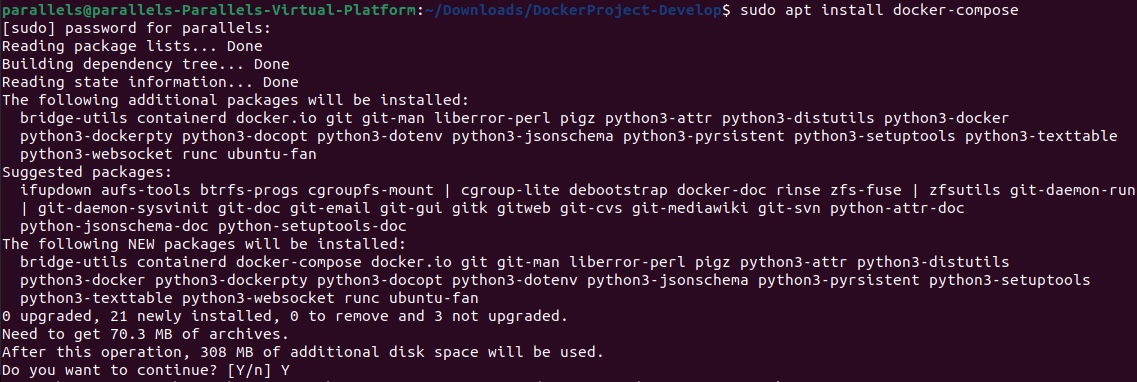 parallels@parallels-Parallels-Virtual-Platform:~/Downloads/DockerProject-Develop$ sudo apt install docker-compose
[sudo] password for parallels:
Reading package lists... Done
Building dependency tree... Done
Reading state information... Done
The following additional packages will be installed:
  bridge-utils containerd docker.io git git-man liberror-perl pigz python3-attr python3-distutils python3-docker
  python3-dockerpty python3-docopt python3-dotenv python3-jsonschema python3-pyrsistent python3-setuptools python3-texttable
  python3-websocket runc ubuntu-fan
Suggested packages:
  ifupdown aufs-tools btrfs-progs cgroupfs-mount | cgroup-lite debootstrap docker-doc rinse zfs-fuse | zfsutils git-daemon-run
  | git-daemon-sysvinit git-doc git-email git-gui gitk gitweb git-cvs git-mediawiki git-svn python-attr-doc
  python-jsonschema-doc python-setuptools-doc
The following NEW packages will be installed:
  bridge-utils containerd docker-compose docker.io git git-man liberror-perl pigz python3-attr python3-distutils
  python3-docker python3-dockerpty python3-docopt python3-dotenv python3-jsonschema python3-pyrsistent python3-setuptools
  python3-texttable python3-websocket runc ubuntu-fan
0 upgraded, 21 newly installed, 0 to remove and 3 not upgraded.
Need to get 70.3 MB of archives.
After this operation, 308 MB of additional disk space will be used.
Do you want to continue? [Y/n] Y